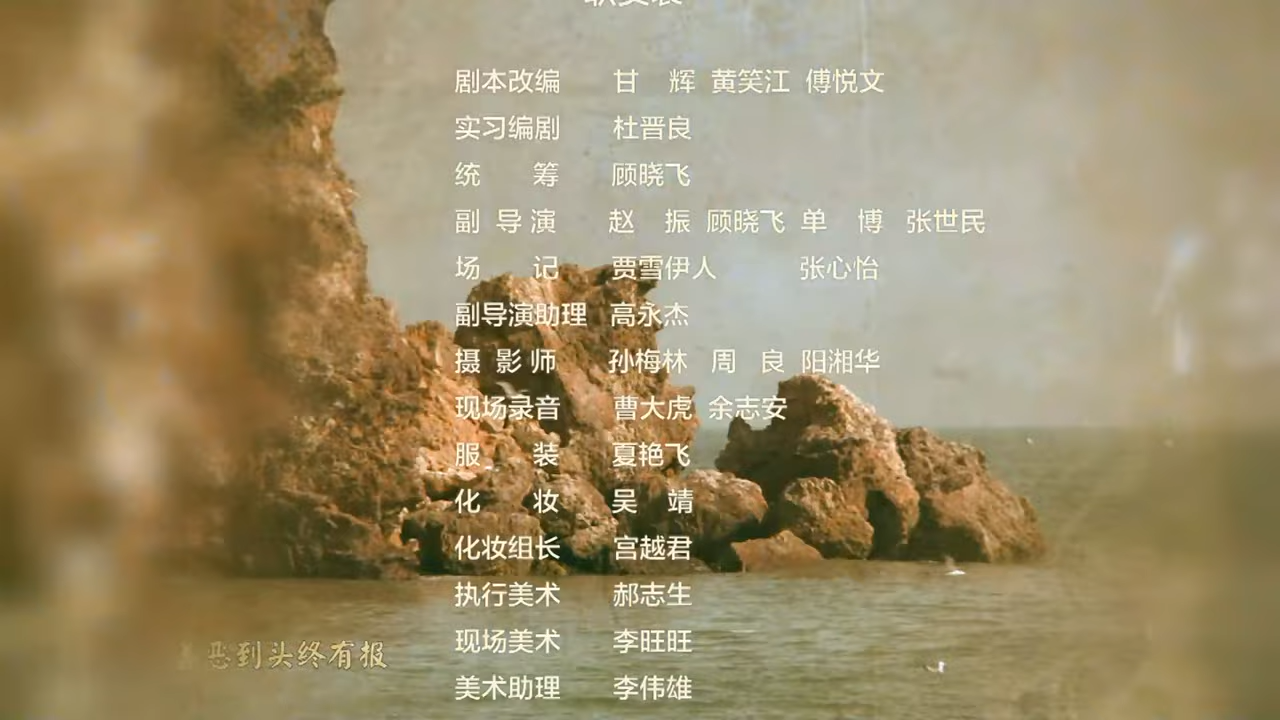 职员表
剧本改编 甘 辉 黄笑江 傅悦文
实习编剧 杜晋良
统 筹 顾晓飞
副 导 演 赵 振 顾晓飞 单 博 张世民
场 记 贾雪伊人 张心怡
副导演助理 高永杰
摄 影 师 孙梅林 周 良 阳湘华
现场录音 曹大虎 余志安
服 装 夏艳飞
化 妆 吴 靖
化妆组长 宫越君
执行美术 郝志生
现场美术 李旺旺
善恶到头终有报
美术助理 李伟雄